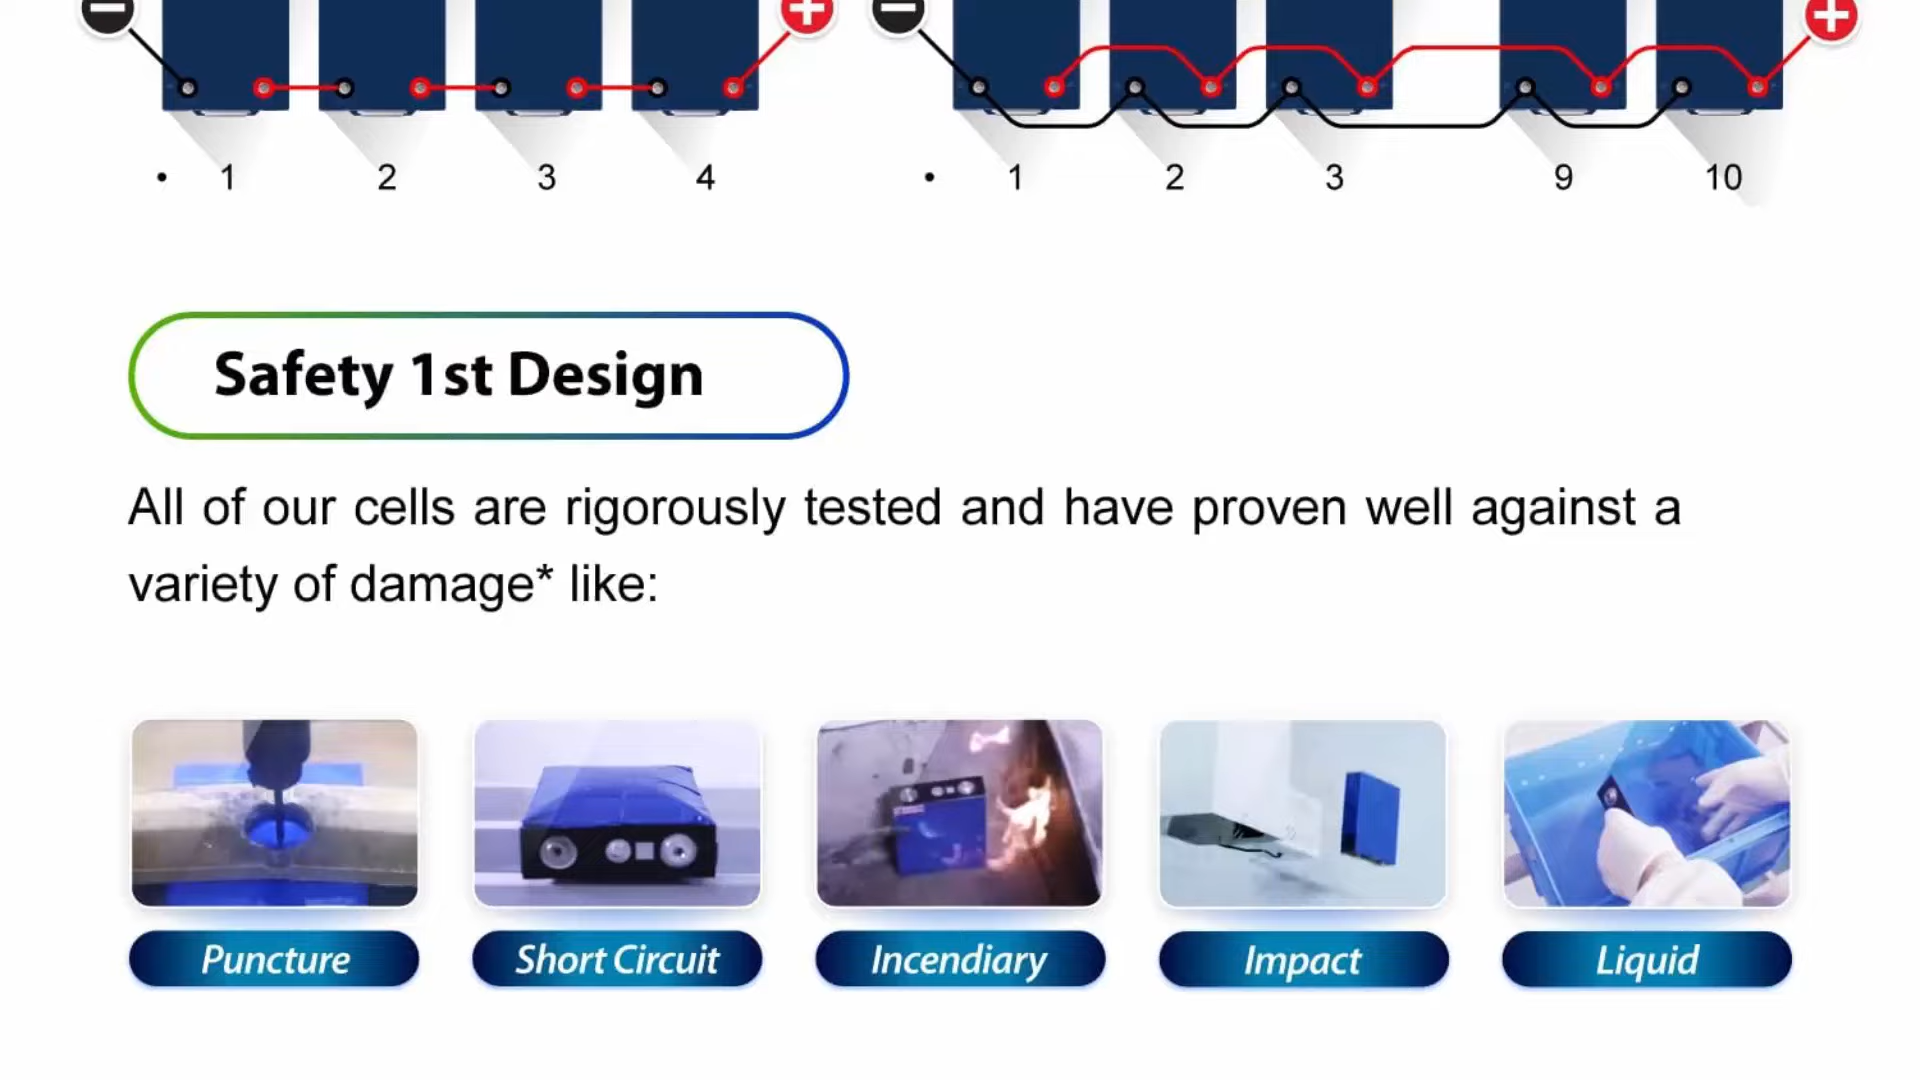 • 1 2 3 4 • 1 2 3 9 10
Safety 1st Design
All of our cells are rigorously tested and have proven well against a
variety of damage* like:
Puncture Short Circuit Incendiary Impact Liquid